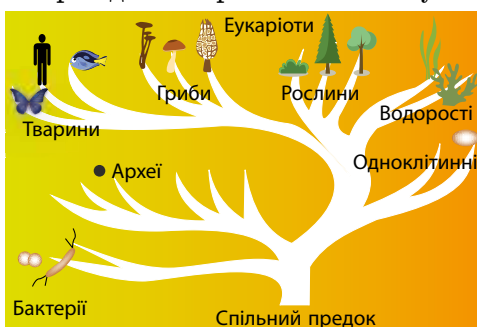 Еукаріоти
Гриби
Рослини
Тварини
Водорості
Одноклітинні
Археї
Бактерії
Спільний предок